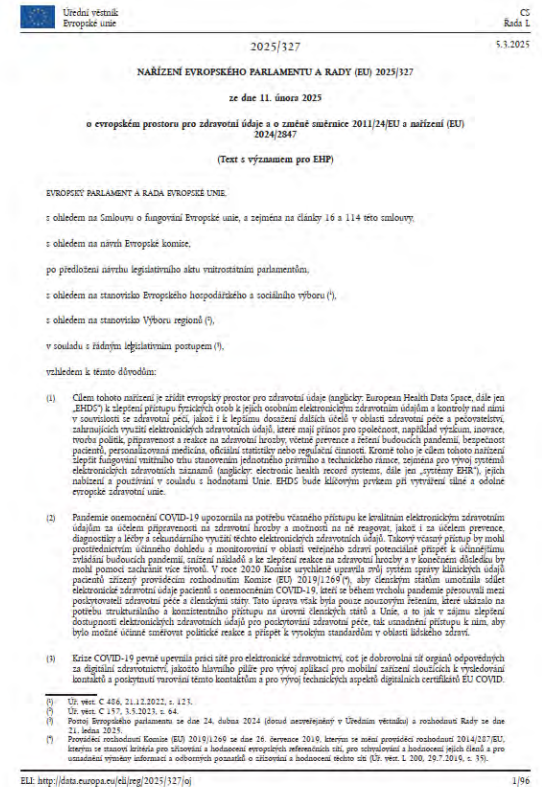 Úřední věstník
Evropské unie
CS
Řada L
2025/327
5.3.2025
NAŘÍZENÍ EVROPSKÉHO PARLAMENTU A RADY (EU) 2025/327
ze dne 11. února 2025
o evropském prostoru pro zdravotní údaje a o změně směrnice 2011/24/EU a nařízení (EU)
2024/2847
(Text s významem pro EHP)
EVROPSKÝ PARLAMENT A RADA EVROPSKÉ UNIE,
s ohledem na Smlouvu o fungování Evropské unie, a zejména na články 16 a 114 této smlouvy,
s ohledem na návrh Evropské komise,
po předložení návrhu legislativního aktu vnitrostátním parlamentům,
s ohledem na stanovisko Evropského hospodářského a sociálního výboru (¹),
s ohledem na stanovisko Výboru regionů (²),
v souladu s řádným legislativním postupem (³),
vzhledem k těmto důvodům:
(1) Cílem tohoto nařízení je zřídit evropský prostor pro zdravotní údaje (anglicky: European Health Data Space, dále jen
„EHDS“) k zlepšení přístupu fyzických osob k jejich osobním elektronickým zdravotním údajům a kontroly nad nimi
v souvislosti se zdravotní péčí, jakož i k lepšímu dosažení dalších účelů v oblasti zdravotní péče a pečovatelství,
zahrnujících využití elektronických zdravotních údajů, které mají přínos pro společnost, například výzkum, inovace,
tvorba politik, připravenost a reakce na zdravotní hrozby, včetně prevence a řešení budoucích pandemií, bezpečnost
pacientů, personalizovaná medicína, oficiální statistiky nebo regulační činnosti. Kromě toho je cílem tohoto nařízení
zlepšit fungování vnitřního trhu stanovením jednotného právního a technického rámce, zejména pro vývoj systémů
elektronických zdravotních záznamů (anglicky: electronic health record systems, dále jen „systémy EHR“), jejich
nabízení a používání v souladu s hodnotami Unie. EHDS bude klíčovým prvkem při vytváření silné a odolné
evropské zdravotní unie.
(2) Pandemie onemocnění COVID-19 upozornila na potřebu včasného přístupu ke kvalitním elektronickým zdravotním
údajům za účelem připravenosti na zdravotní hrozby a možnosti na ně reagovat, jakož i za účelem prevence,
diagnostiky a léčby a sekundárního využití těchto elektronických zdravotních údajů. Takový včasný přístup by mohl
prostřednictvím účinného dohledu a monitorování v oblasti veřejného zdraví potenciálně přispět k účinnějšímu
zvládání budoucích pandemií, snížení nákladů a ke zlepšení reakce na zdravotní hrozby a v konečném důsledku by
mohl pomoci zachránit více životů. V roce 2020 Komise urychleně upravila svůj systém správy klinických údajů
pacientů zřízený prováděcím rozhodnutím Komise (EU) 2019/1269 (⁴), aby členským státům umožnila sdílet
elektronické zdravotní údaje pacientů s onemocněním COVID-19, kteří se během vrcholu pandemie přesouvali mezi
poskytovateli zdravotní péče a členskými státy. Tato úprava však byla pouze nouzovým řešením, které ukázalo na
potřebu strukturálního a konzistentního přístupu na úrovni členských států a Unie, a to jak v zájmu zlepšení
dostupnosti elektronických zdravotních údajů pro poskytování zdravotní péče, tak usnadnění přístupu k nim, aby
bylo možné účinně směrovat politické reakce a přispět k vysokým standardům v oblasti lidského zdraví.
(3) Krize COVID-19 pevně upevnila práci sítě pro elektronické zdravotnictví, což je dobrovolná síť orgánů odpovědných
za digitální zdravotnictví, jakožto hlavního pilíře pro vývoj aplikací pro mobilní zařízení sloužících k vysledování
kontaktů a poskytnutí varování těmto kontaktům a pro vývoj technických aspektů digitálních certifikátů EU COVID.
(¹) Úř. věst. C 486, 21.12.2022, s. 123.
(²) Úř. věst. C 157, 3.5.2023, s. 64.
(³) Postoj Evropského parlamentu ze dne 24. dubna 2024 (dosud nezveřejněný v Úředním věstníku) a rozhodnutí Rady ze dne
21. ledna 2025.
(⁴) Prováděcí rozhodnutí Komise (EU) 2019/1269 ze dne 26. července 2019, kterým se mění prováděcí rozhodnutí 2014/287/EU,
kterým se stanoví kritéria pro zřizování a hodnocení evropských referenčních sítí, pro schvalování a hodnocení jejich členů a pro
usnadnění výměny informací a odborných poznatků o zřizování a hodnocení těchto sítí (Úř. věst. L 200, 29.7.2019, s. 35).
ELI: http://data.europa.eu/eli/reg/2025/327/oj
1/96